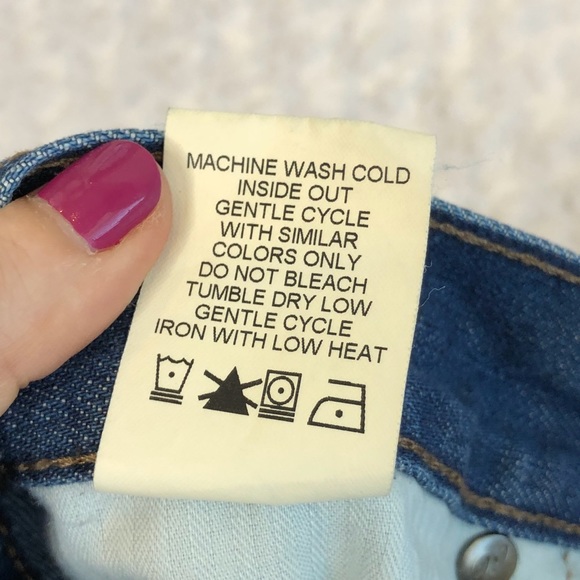 MACHINE WASH COLD
INSIDE OUT
GENTLE CYCLE
WITH SIMILAR
COLORS ONLY
DO NOT BLEACH
TUMBLE DRY LOW
GENTLE CYCLE
IRON WITH LOW HEAT